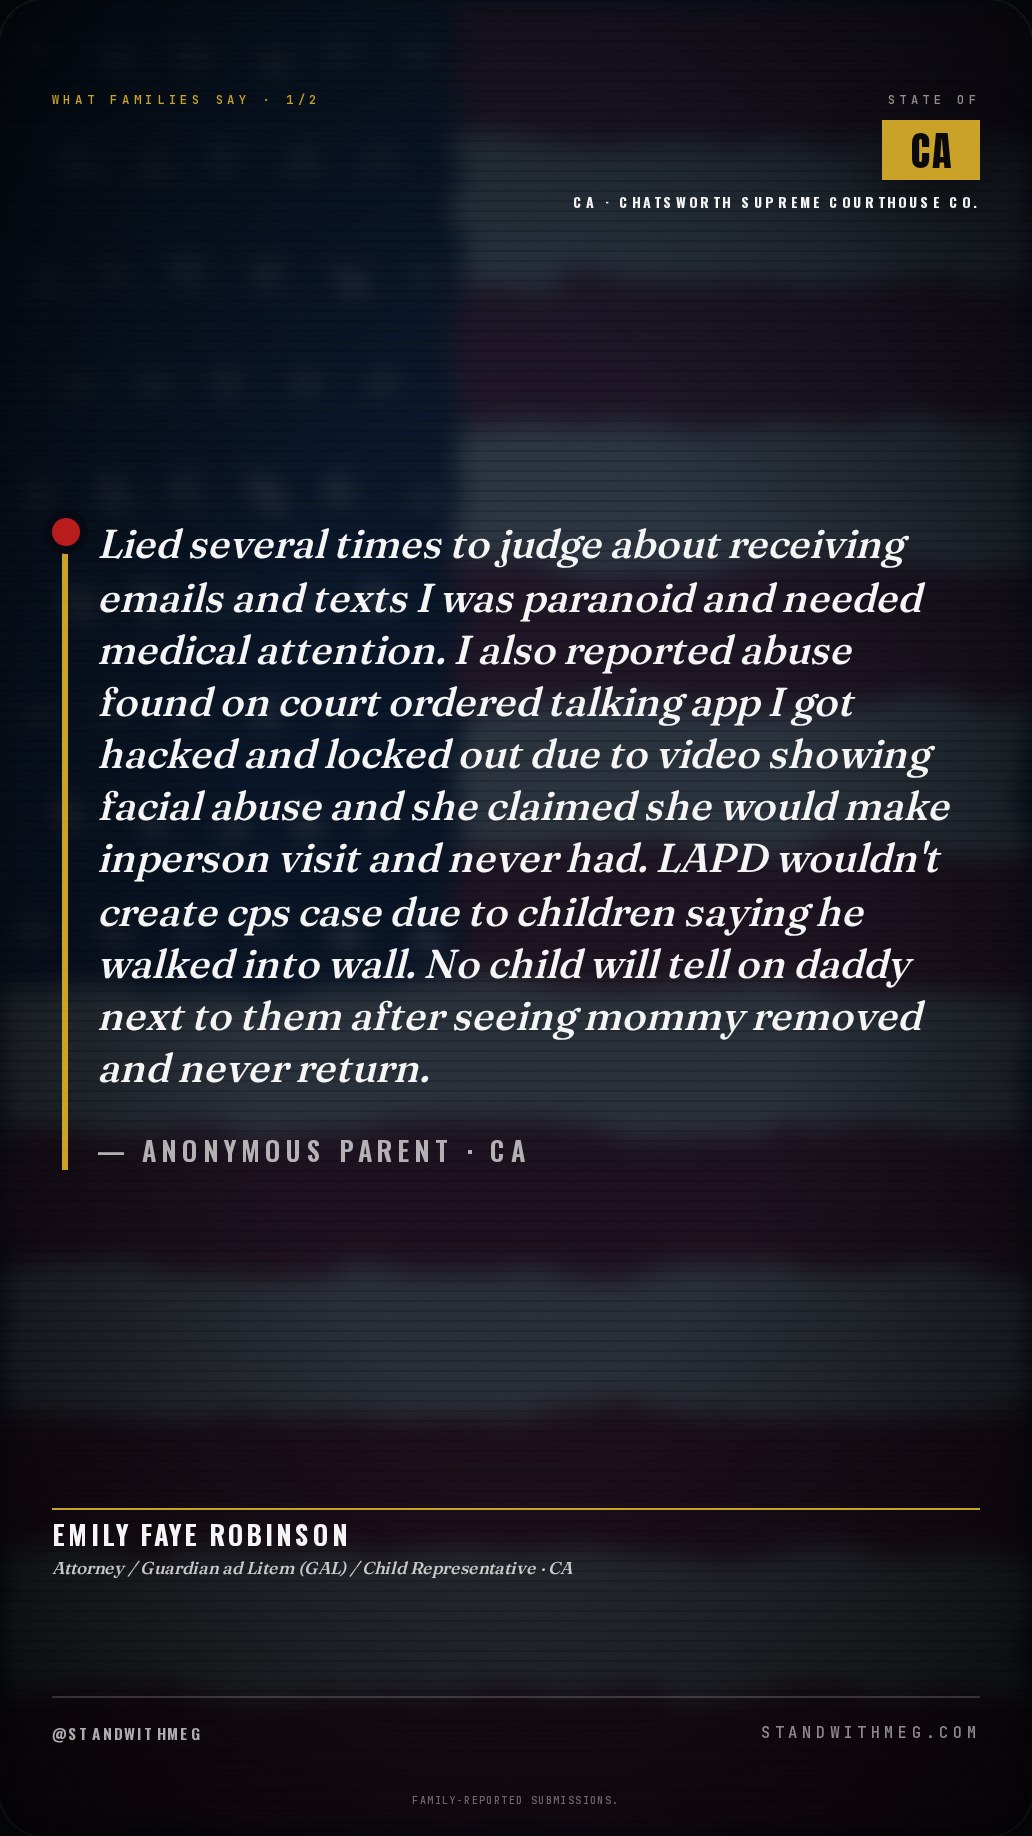 WHAT FAMILIES SAY · 1/2
STATE OF
CA
CA · CHATSWORTH SUPREME COURTHOUSE CO.
Lied several times to judge about receiving
emails and texts I was paranoid and needed
medical attention. I also reported abuse
found on court ordered talking app I got
hacked and locked out due to video showing
facial abuse and she claimed she would make
inperson visit and never had. LAPD wouldn't
create cps case due to children saying he
walked into wall. No child will tell on daddy
next to them after seeing mommy removed
and never return.
— ANONYMOUS PARENT · CA
EMILY FAYE ROBINSON
Attorney / Guardian ad Litem (GAL) / Child Representative · CA
@STANDWITHMEG
STANDWITHMEG.COM
FAMILY-REPORTED SUBMISSIONS.